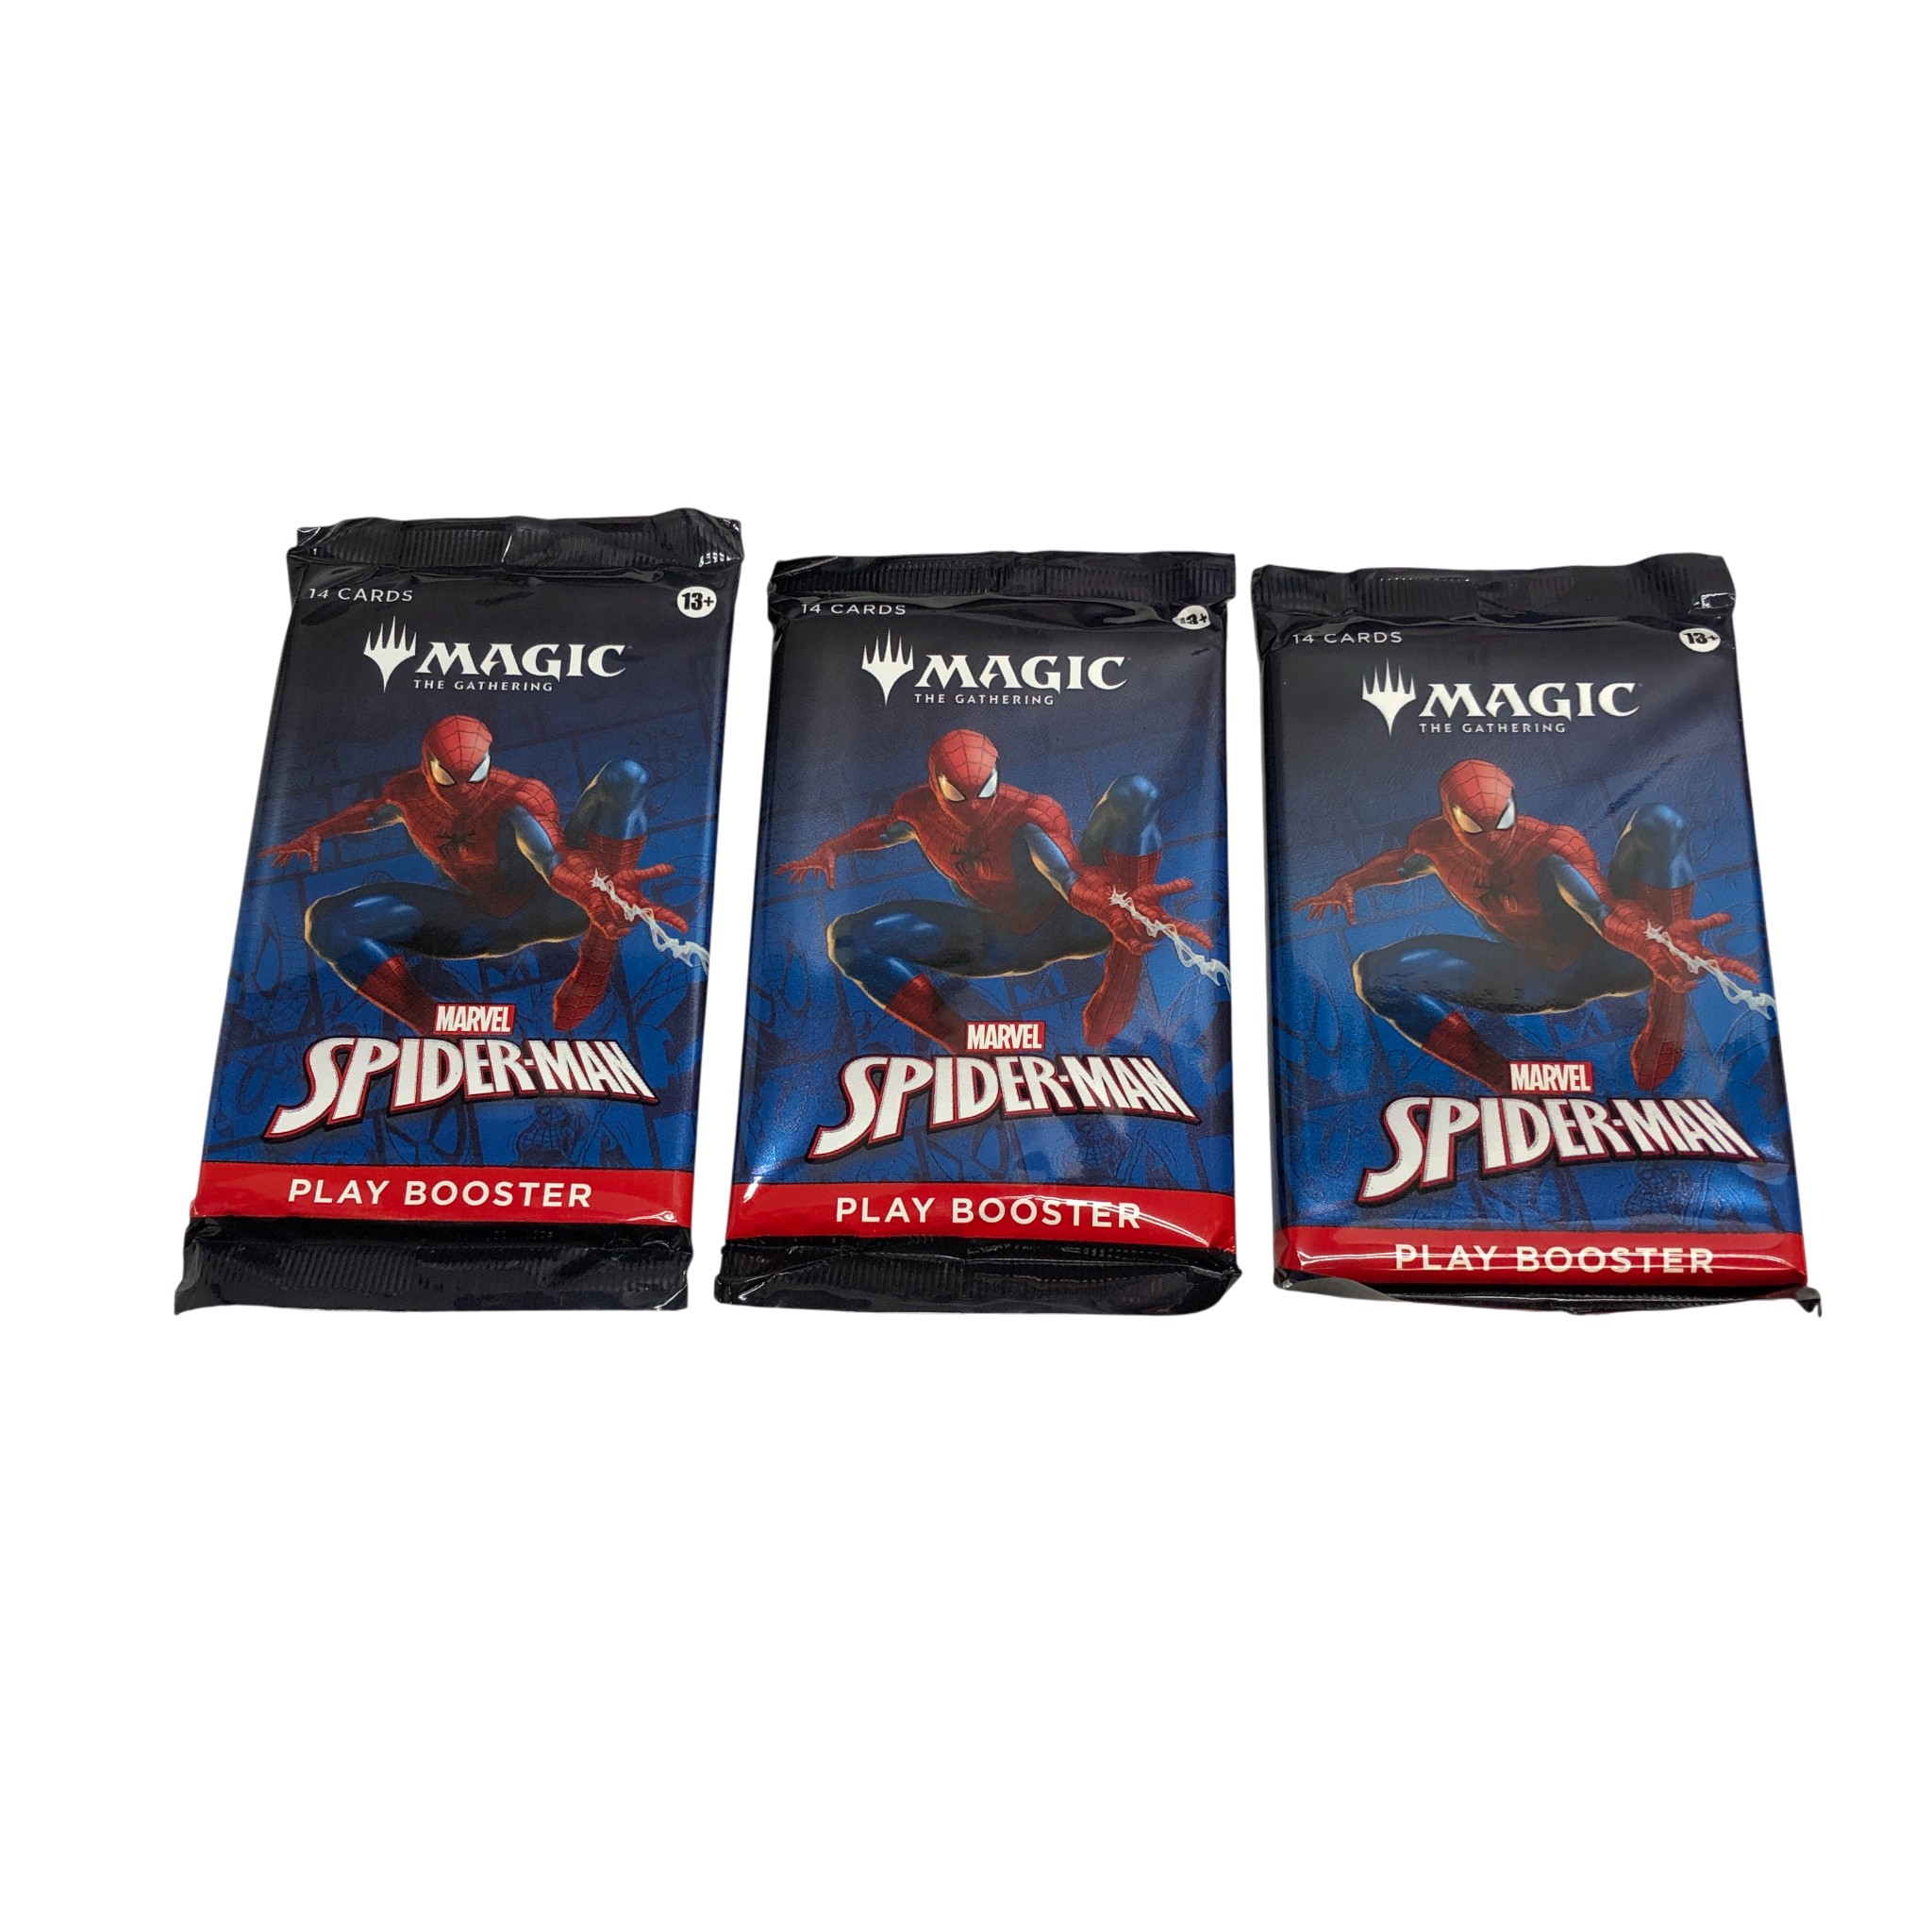 14 CARDS
13+
MAGIC
THE GATHERING
MARVEL
SPIDER-MAN
PLAY BOOSTER
14 CARDS
MAGIC
THE GATHERING
MARVEL
SPIDER-MAN
PLAY BOOSTER
14 CARDS
13+
MAGIC
THE GATHERING
MARVEL
SPIDER-MAN
PLAY BOOSTER